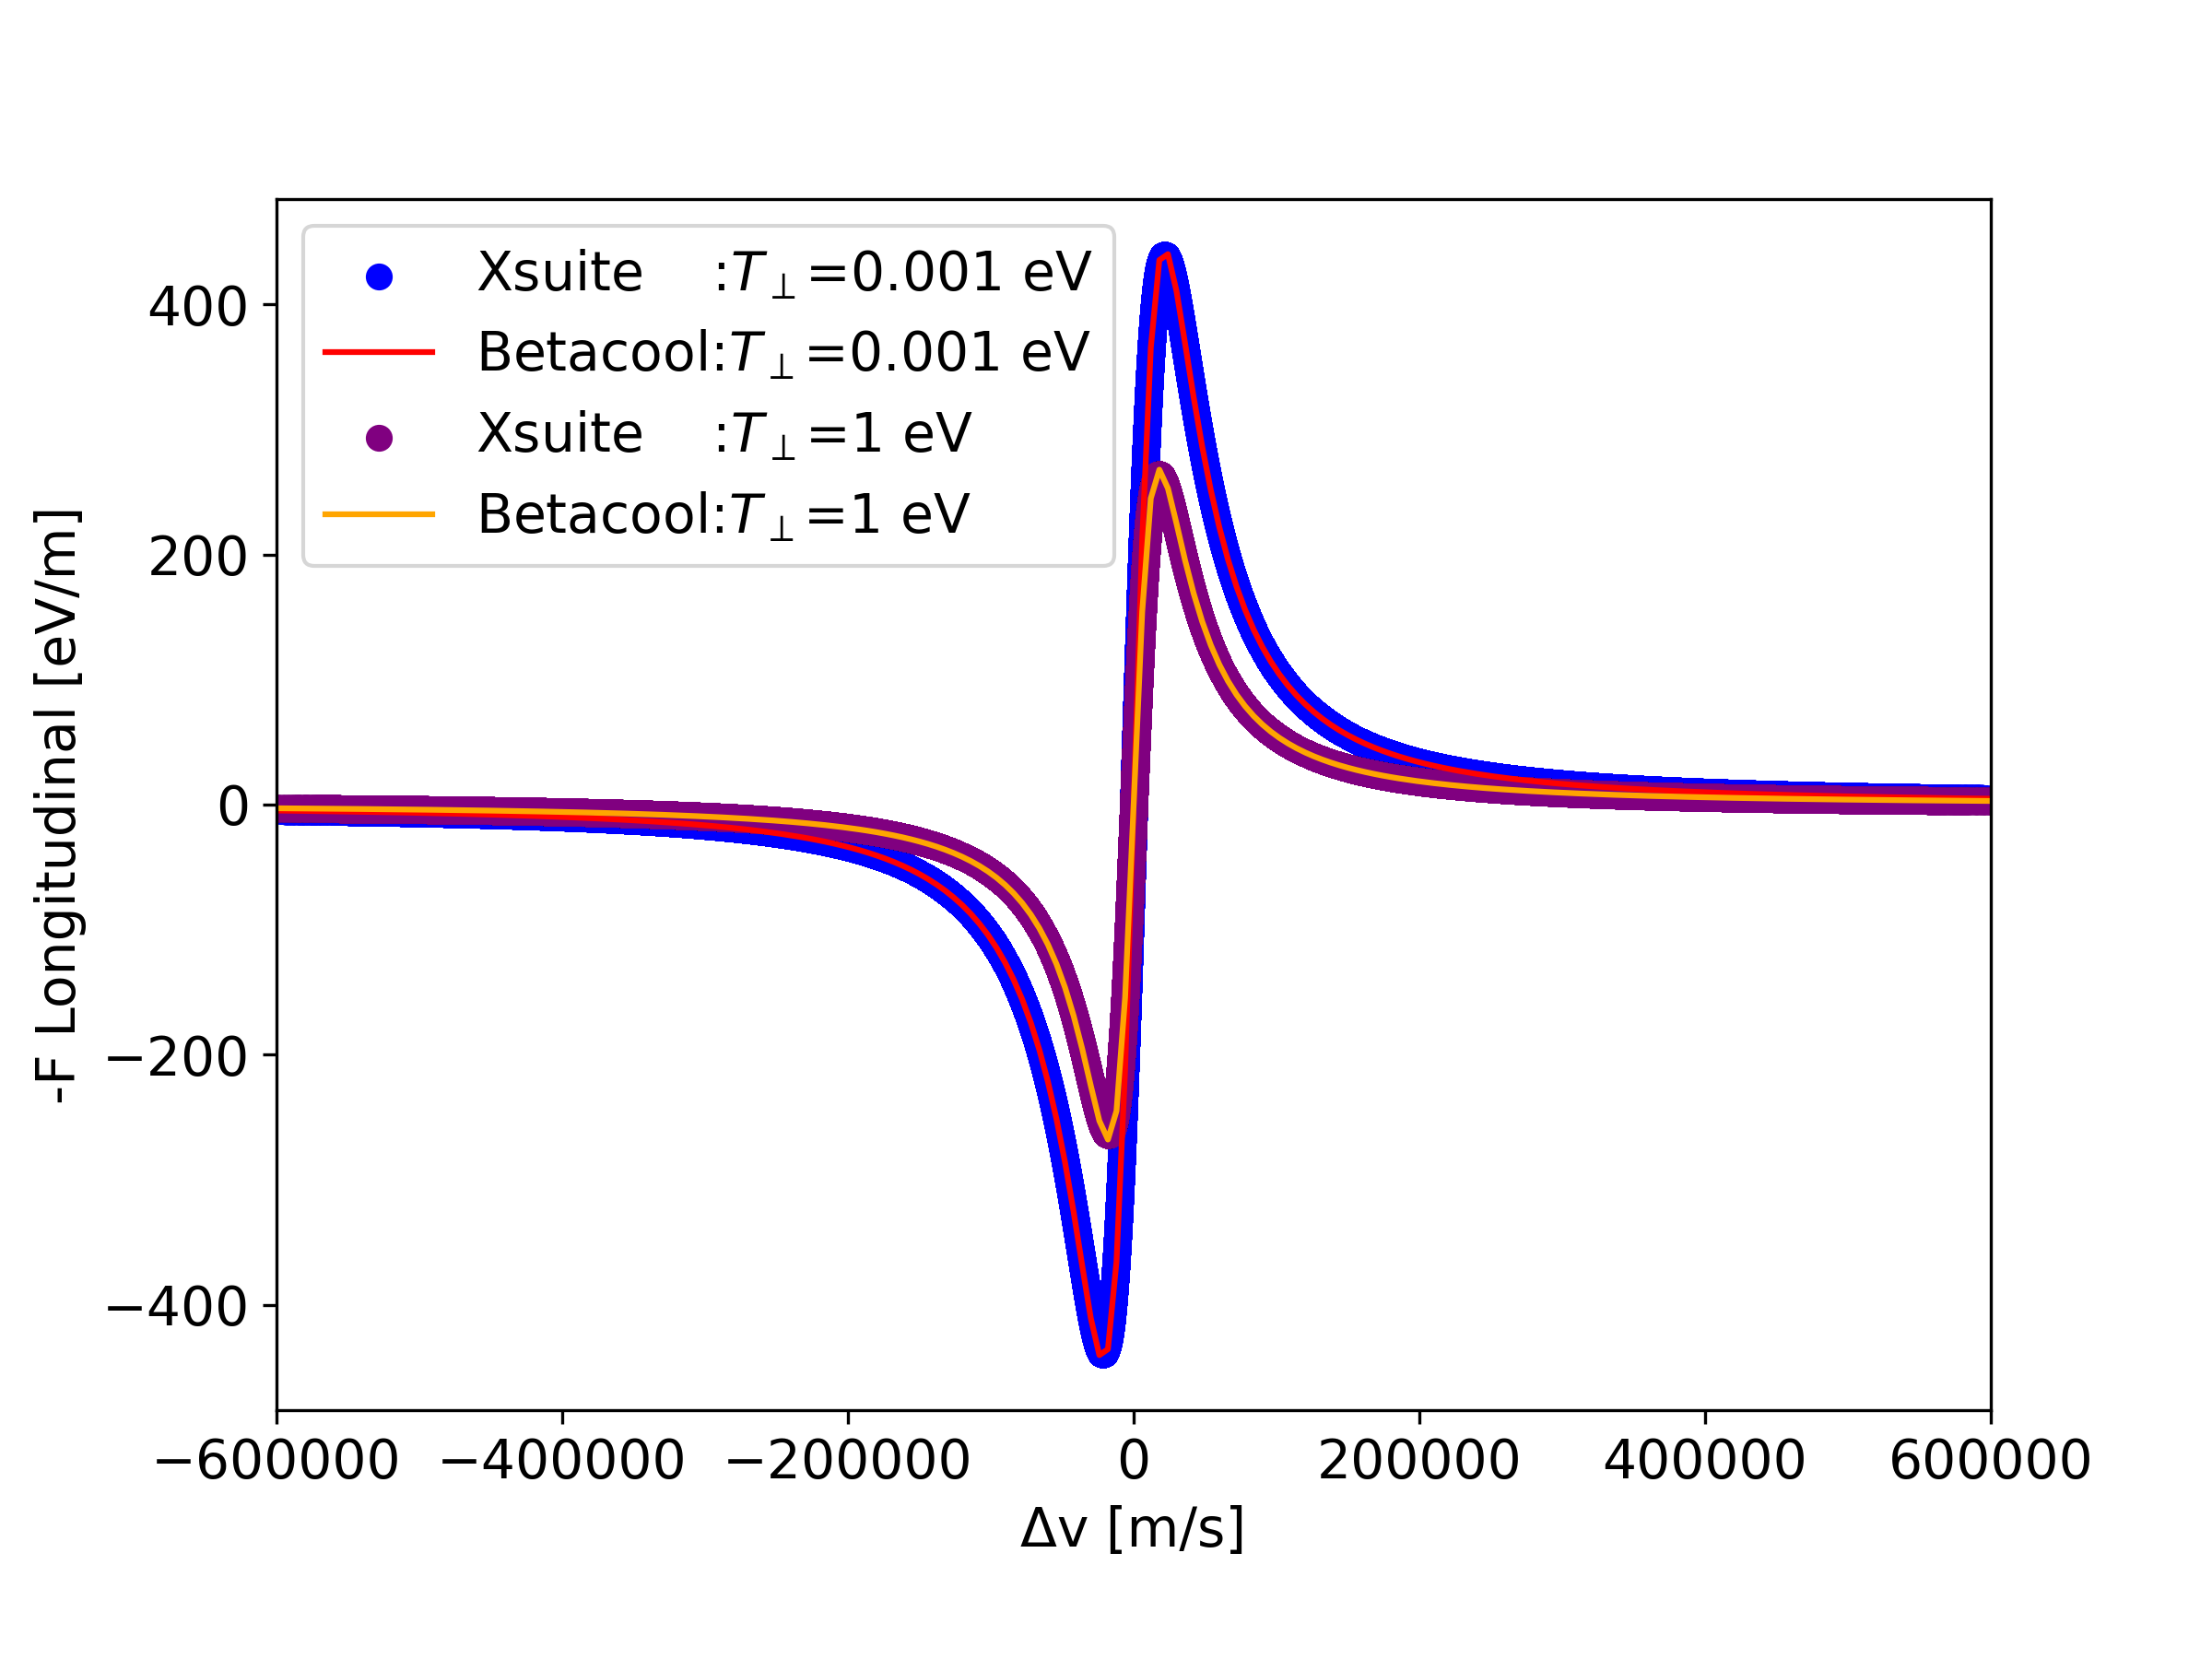 Xsuite    :T⊥=0.001 eV
Betacool:T⊥=0.001 eV
Xsuite    :T⊥=1 eV
Betacool:T⊥=1 eV
-F Longitudinal [eV/m]
400
200
0
−200
−400
−600000
−400000
−200000
0
200000
400000
600000
Δv [m/s]